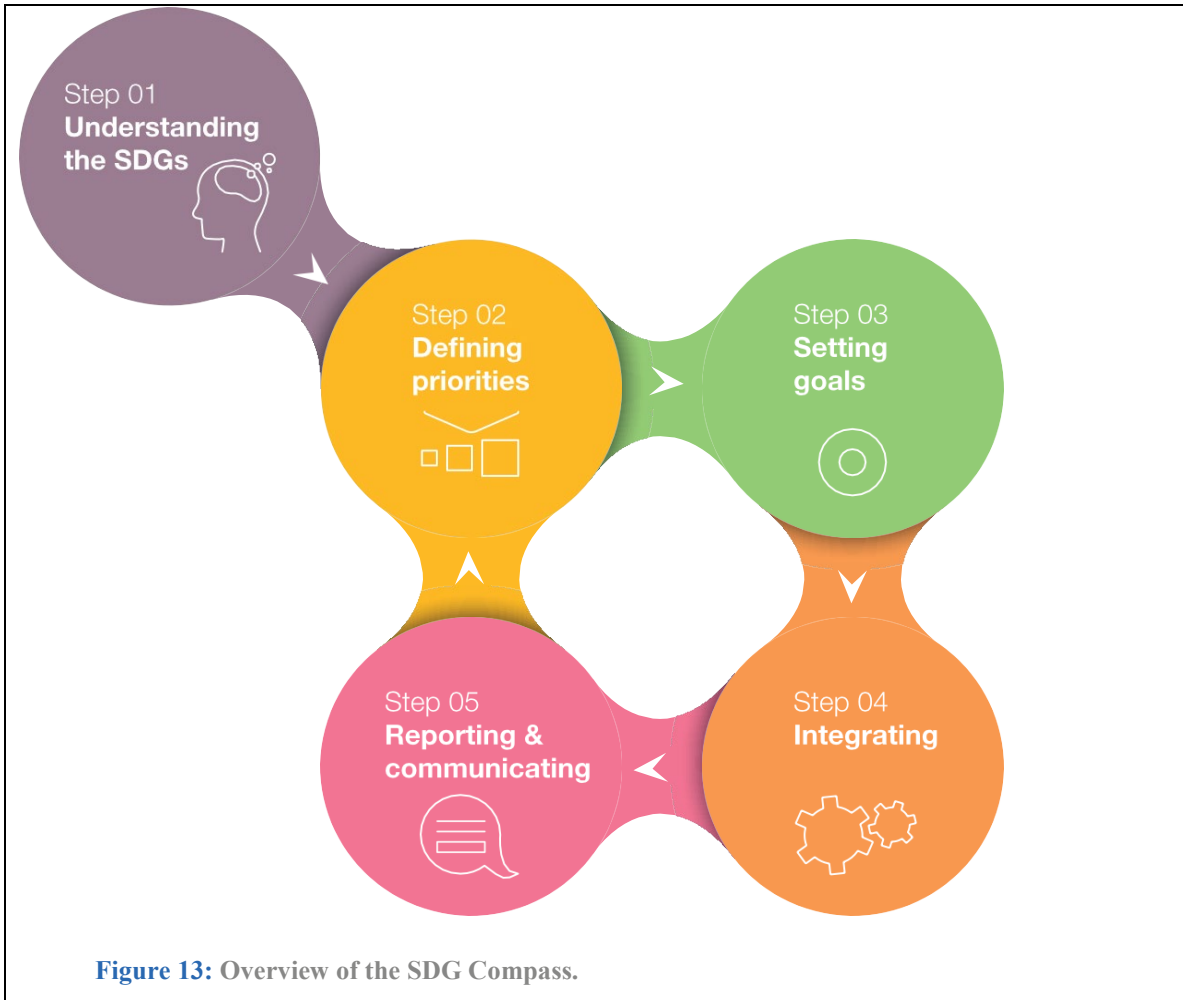 Step 01
Understanding
the SDGs
Step 02
Defining
priorities
Step 03
Setting
goals
Step 04
Integrating
Step 05
Reporting &
communicating
Figure 13: Overview of the SDG Compass.